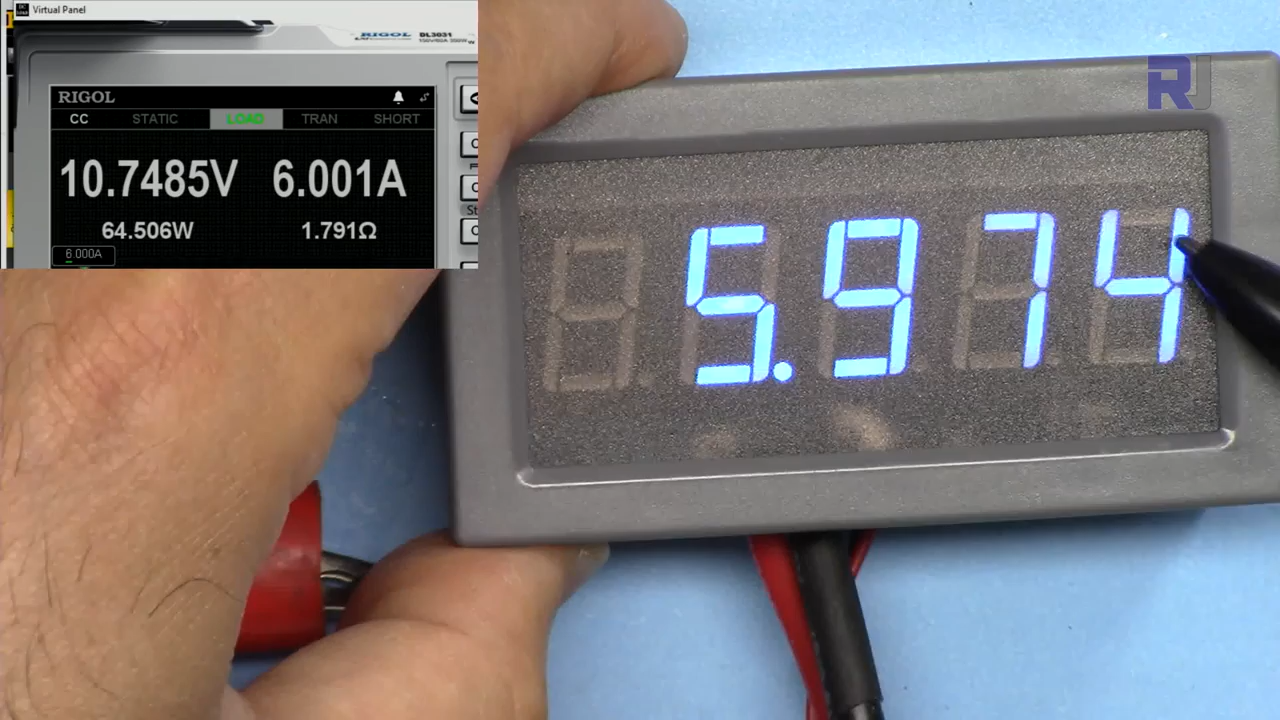 Virtual Panel
RIGOL DL3031
RIGOL
CC STATIC LOAD TRAN SHORT
10.7485V 6.001A
64.506W 1.791Ω
6.000A
5.974
RJ